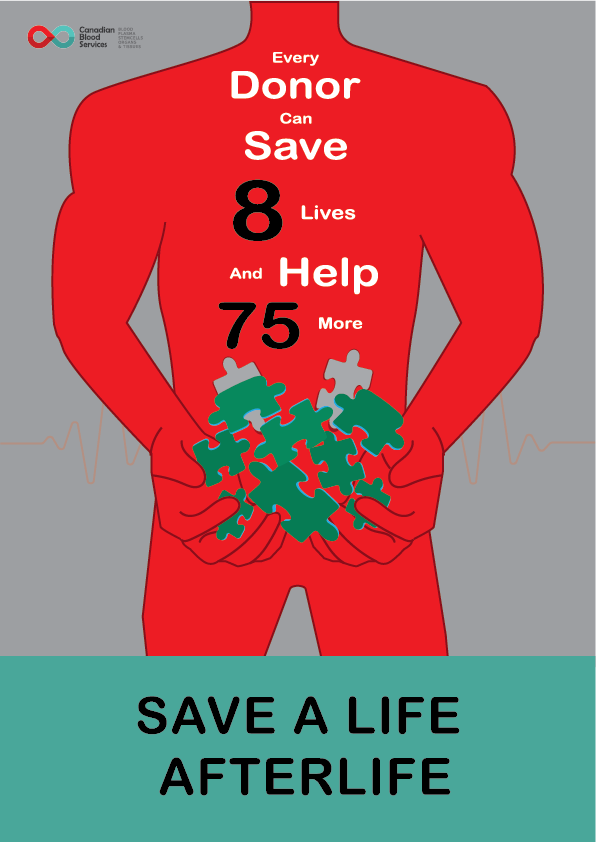 Canadian
Blood
Services
BLOOD
PLASMA
STEM CELLS
ORGANS
& TISSUES
Every
Donor
Can
Save
8 Lives
And Help
75 More
SAVE A LIFE
AFTERLIFE